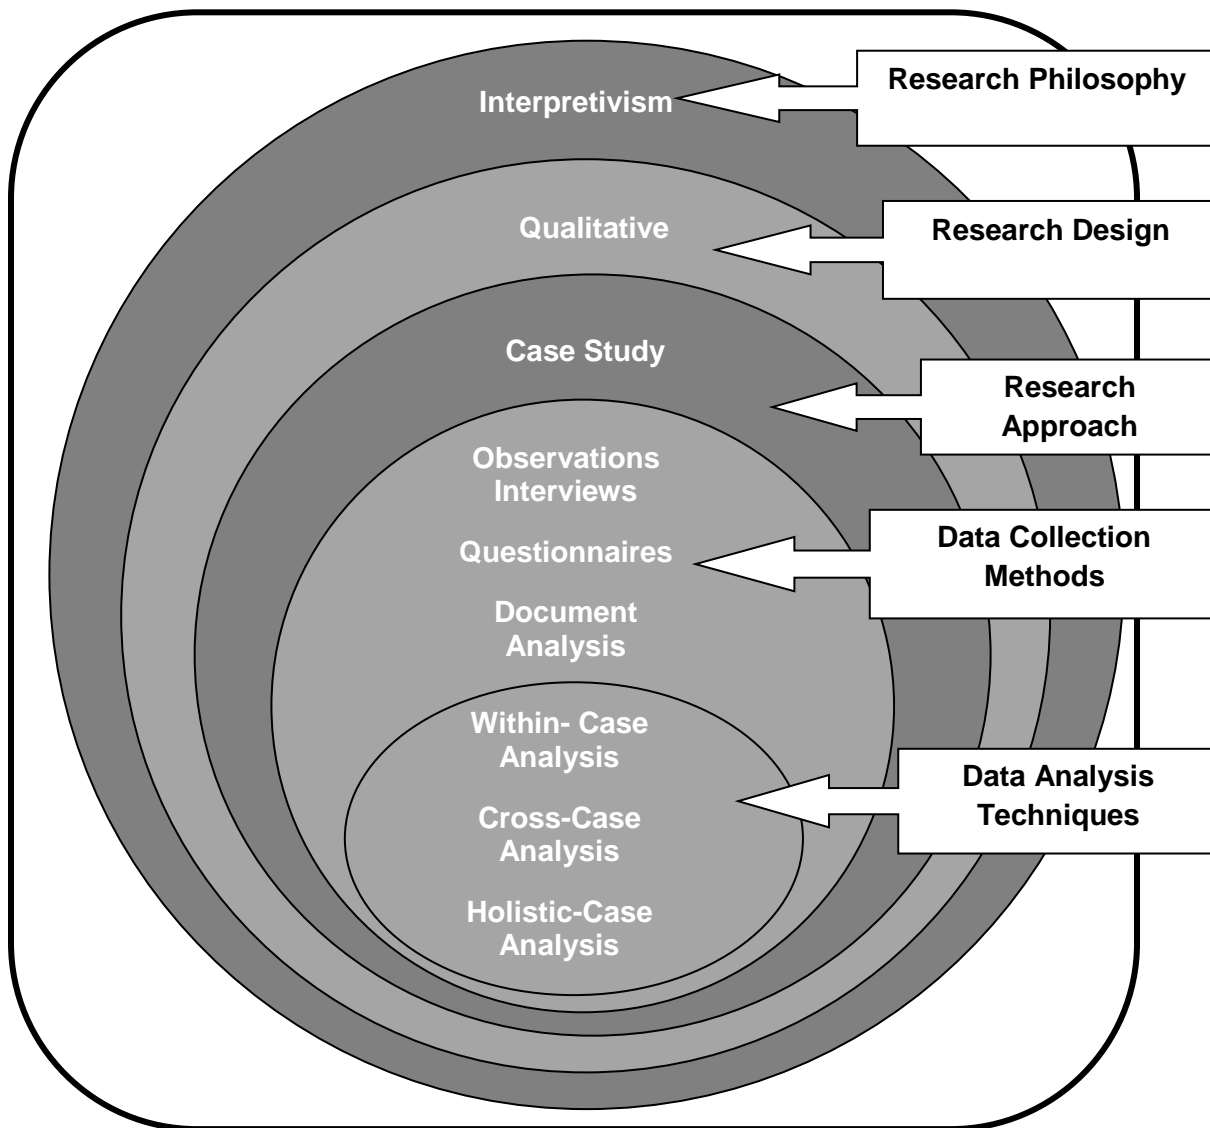 Research Philosophy
Interpretivism
Qualitative
Research Design
Case Study
Research
Approach
Observations
Interviews
Questionnaires
Data Collection
Methods
Document
Analysis
Within- Case
Analysis
Data Analysis
Techniques
Cross-Case
Analysis
Holistic-Case
Analysis